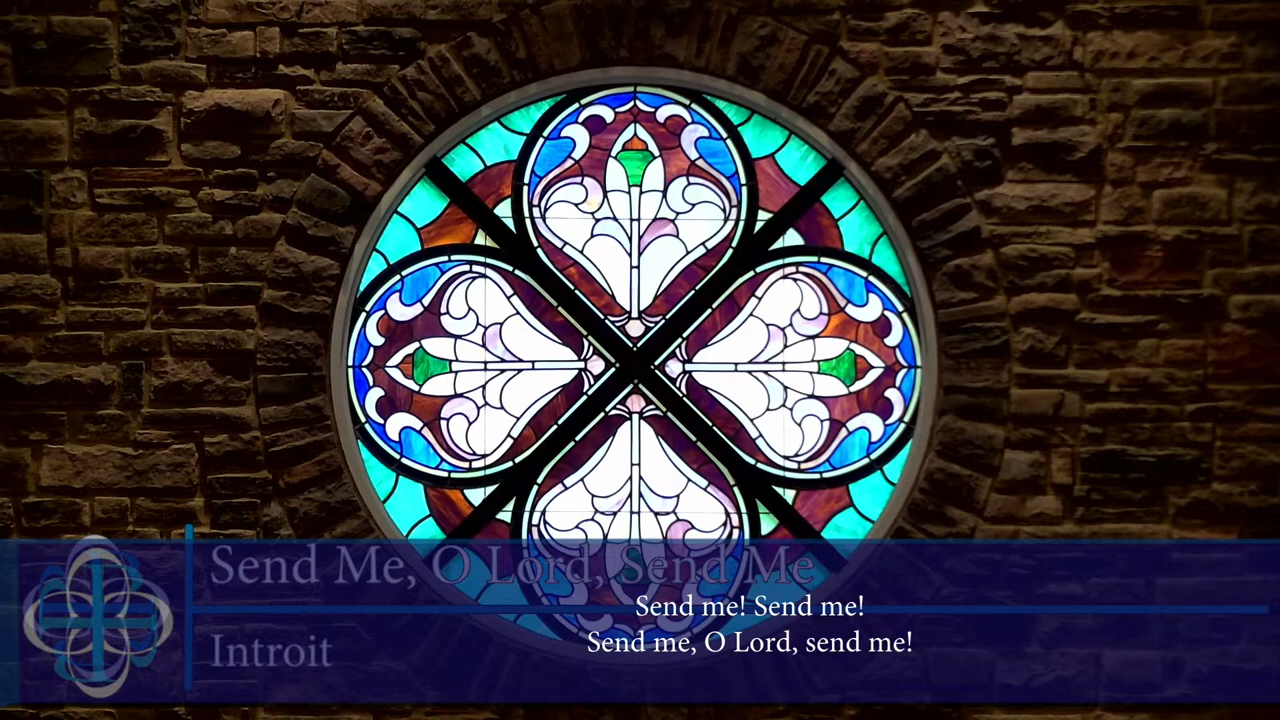 Send Me, O Lord, Send Me
Send me! Send me!
Send me, O Lord, send me!
Introit